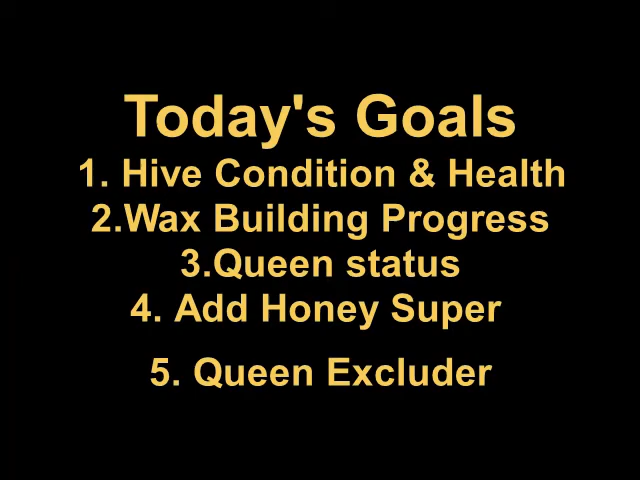 Today's Goals
1. Hive Condition & Health
2.Wax Building Progress
3.Queen status
4. Add Honey Super
5. Queen Excluder